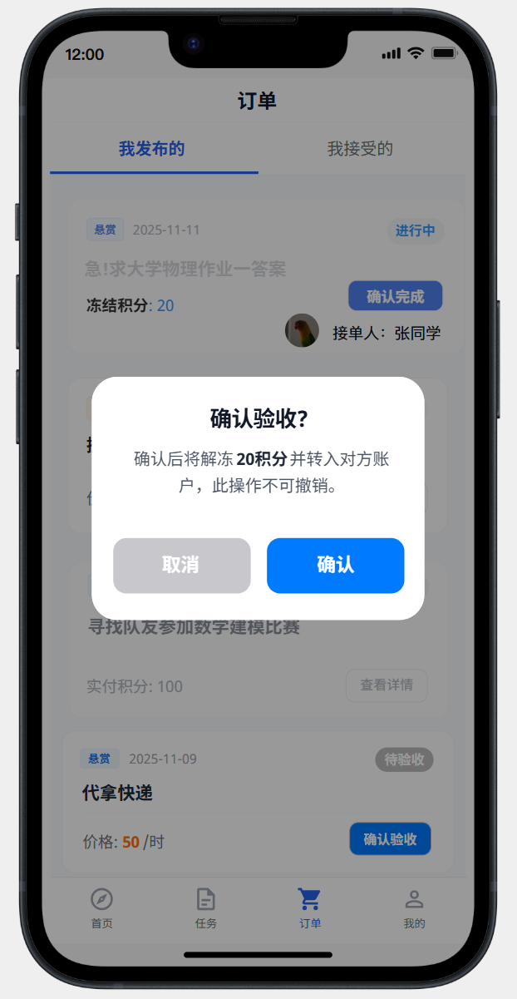 12:00
订单
我发布的 我接受的
悬赏 2025-11-11 进行中
急!求大学物理作业一答案
冻结积分: 20 确认完成
接单人：张同学
确认验收?
确认后将解冻20积分并转入对方账
户，此操作不可撤销。
取消 确认
寻找队友参加数学建模比赛
实付积分: 100 查看详情
悬赏 2025-11-09 待验收
代拿快递
价格: 50 /时 确认验收
首页 任务 订单 我的